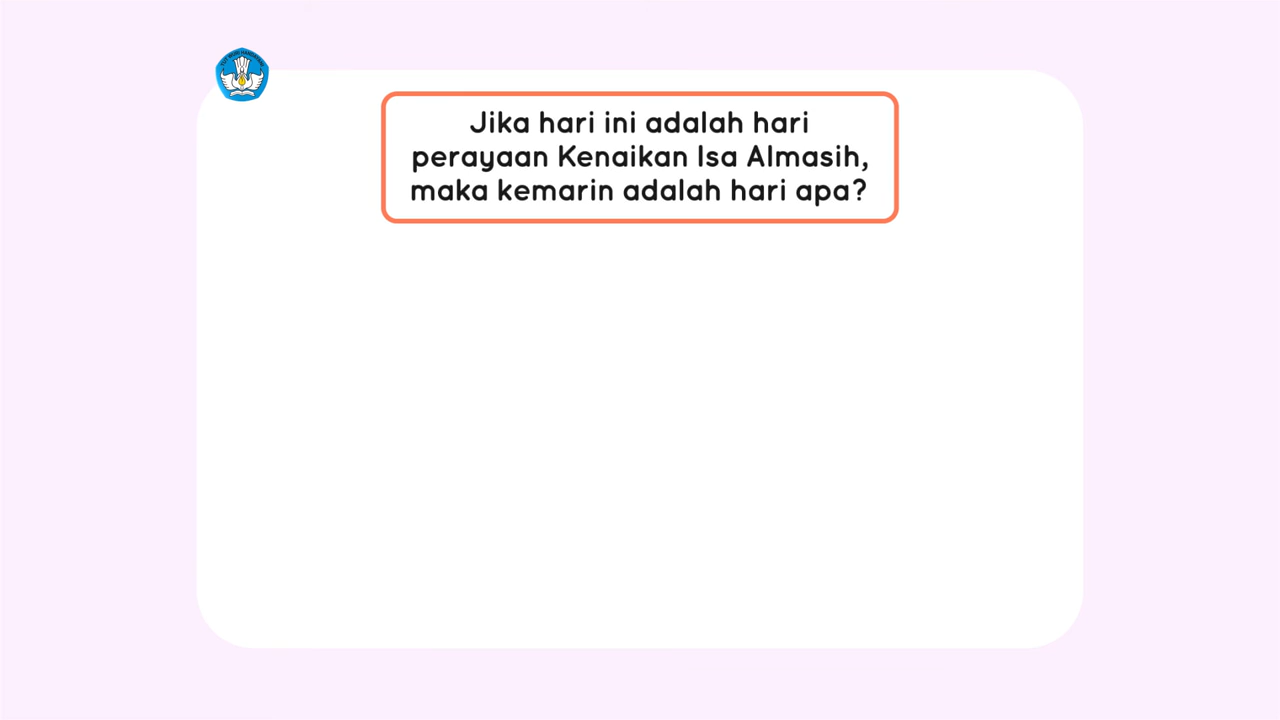 Jika hari ini adalah hari
perayaan Kenaikan Isa Almasih,
maka kemarin adalah hari apa?